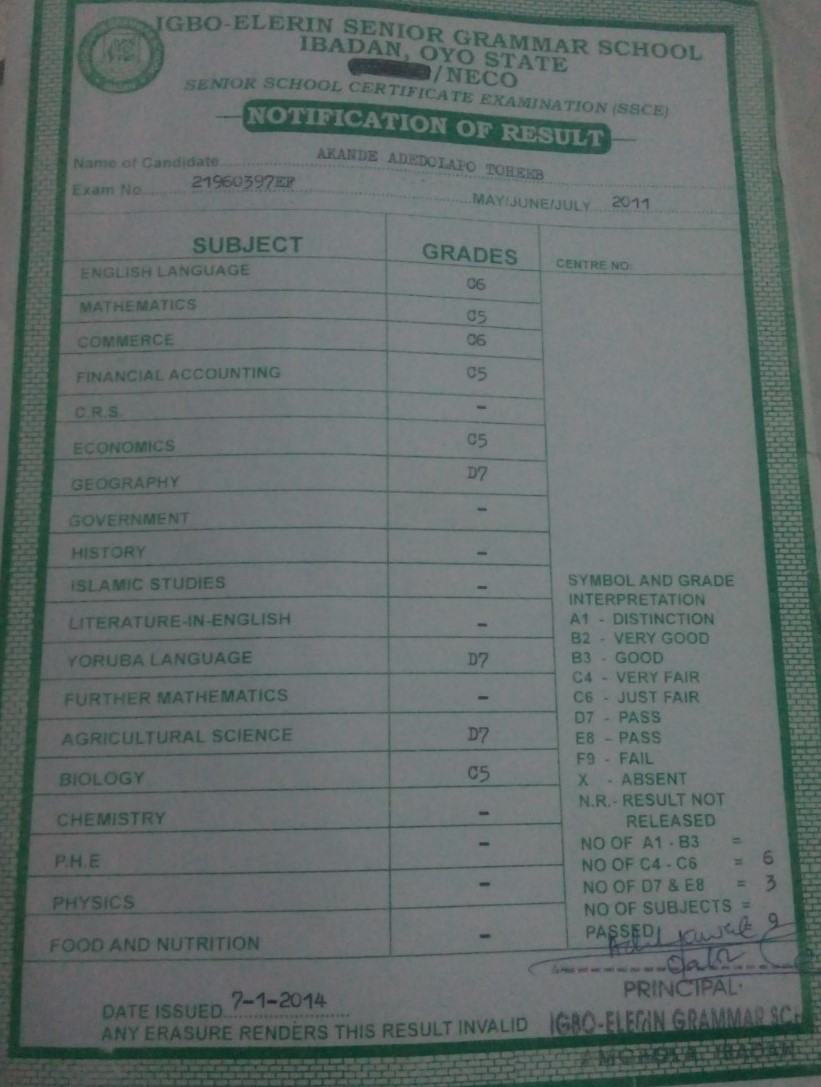 IGBO-ELERIN SENIOR GRAMMAR SCHOOL
IBADAN, OYO STATE
/NECO
SENIOR SCHOOL CERTIFICATE EXAMINATION (SSCE)
NOTIFICATION OF RESULT
Name of Candidate AKANDE ADEDOLAPO TOHEEB
Exam No 21960397EF MAY/JUNE/JULY 2011
SUBJECT GRADES CENTRE NO:
ENGLISH LANGUAGE C6
MATHEMATICS C5
COMMERCE C6
FINANCIAL ACCOUNTING C5
C.R.S. -
ECONOMICS C5
GEOGRAPHY D7
GOVERNMENT -
HISTORY -
ISLAMIC STUDIES -
LITERATURE-IN-ENGLISH -
YORUBA LANGUAGE D7
FURTHER MATHEMATICS -
AGRICULTURAL SCIENCE D7
BIOLOGY C5
CHEMISTRY -
P.H.E -
PHYSICS -
FOOD AND NUTRITION -
SYMBOL AND GRADE
INTERPRETATION
A1 - DISTINCTION
B2 - VERY GOOD
B3 - GOOD
C4 - VERY FAIR
C6 - JUST FAIR
D7 - PASS
E8 - PASS
F9 - FAIL
X - ABSENT
N.R.- RESULT NOT
RELEASED
NO OF A1 - B3 =
NO OF C4 - C6 = 6
NO OF D7 & E8 = 3
NO OF SUBJECTS =
PASSED 9
PRINCIPAL
DATE ISSUED 7-1-2014
ANY ERASURE RENDERS THIS RESULT INVALID
IGBO-ELERIN GRAMMAR SCH
IBADAN